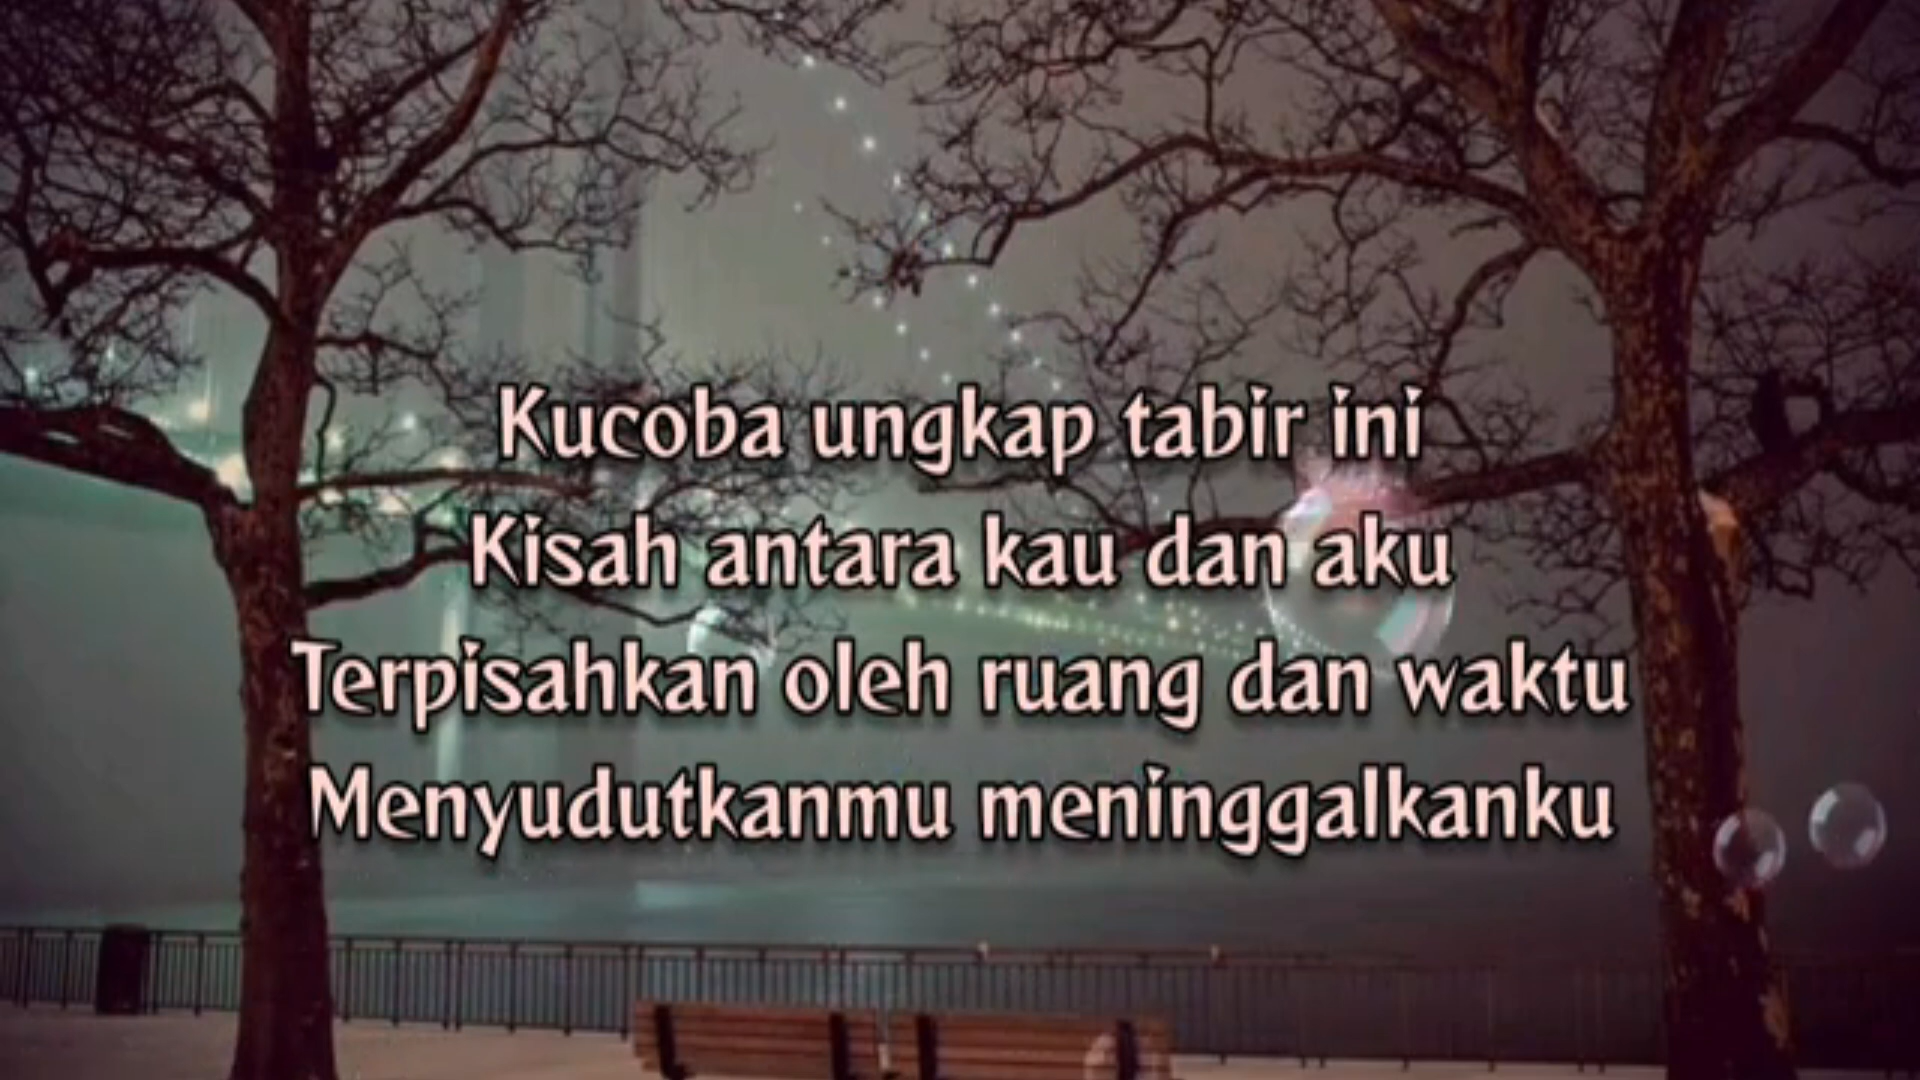 Kucoba ungkap tabir ini
Kisah antara kau dan aku
Terpisahkan oleh ruang dan waktu
Menyudutkanmu meninggalkanku